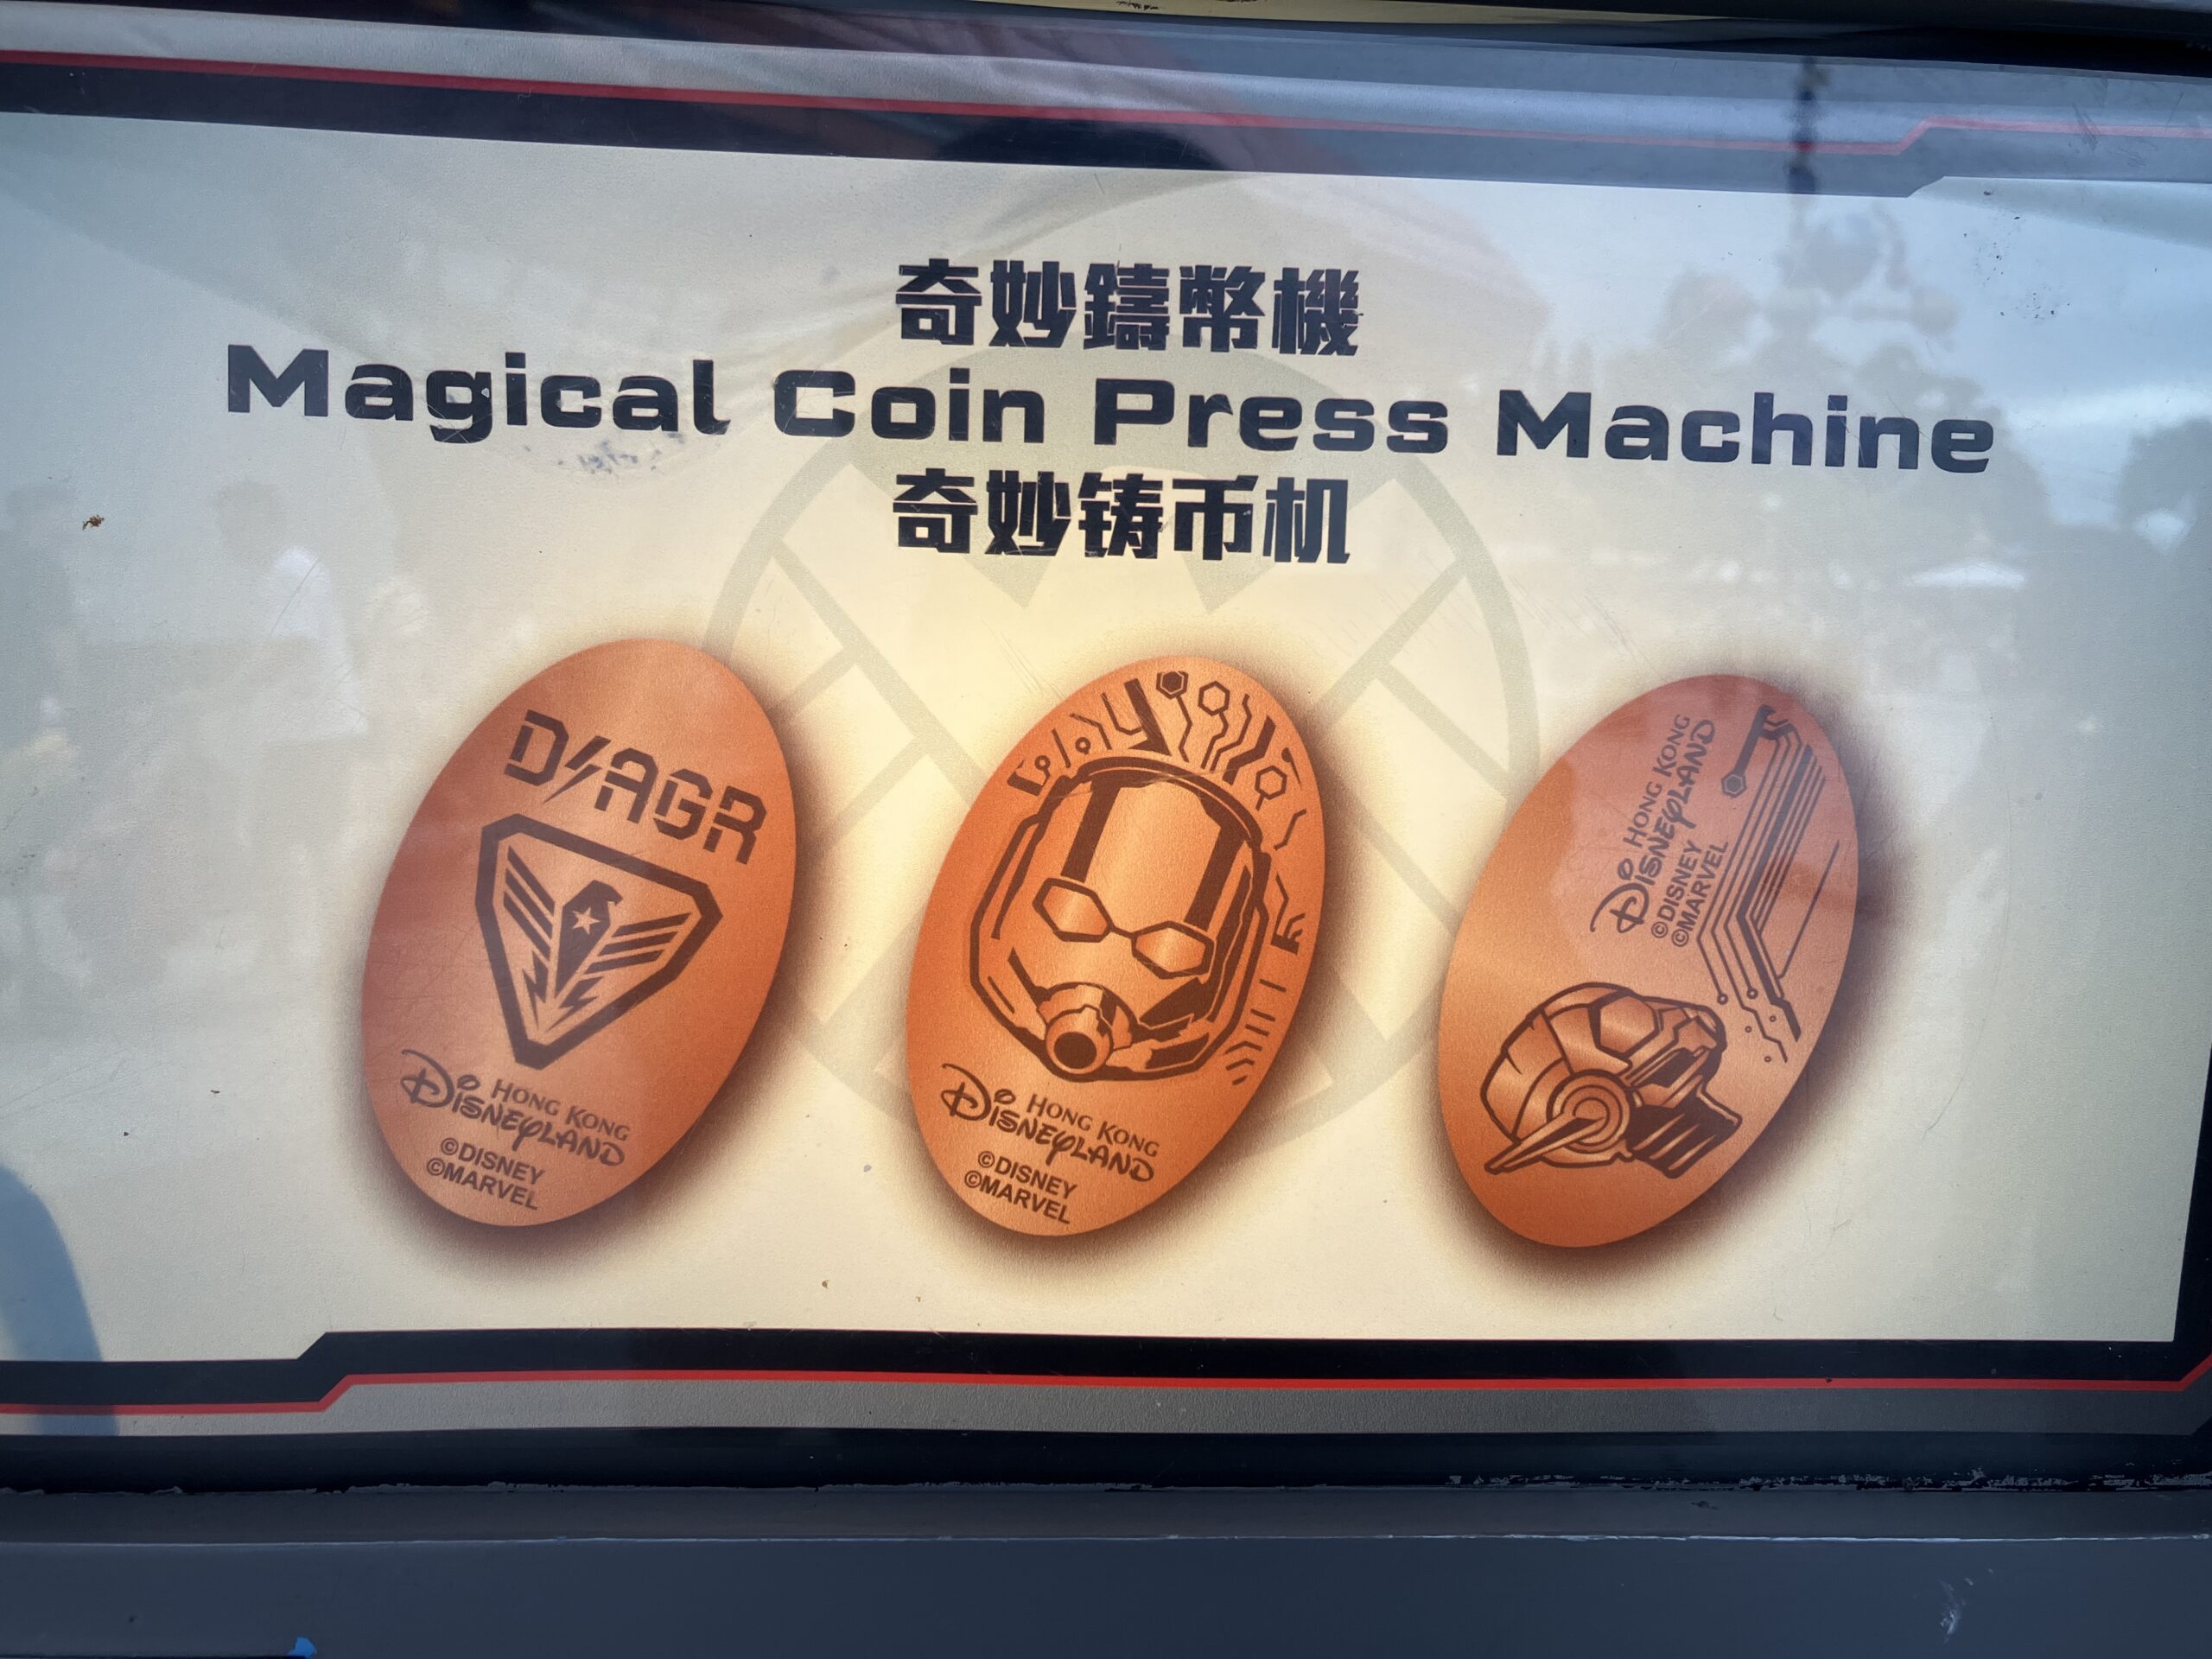 奇妙鑄幣機
Magical Coin Press Machine
奇妙铸币机
D/AGR
HONG KONG
DISNEYLAND
©DISNEY
©MARVEL
HONG KONG
DISNEYLAND
©DISNEY
©MARVEL
HONG KONG
DISNEYLAND
©DISNEY
©MARVEL